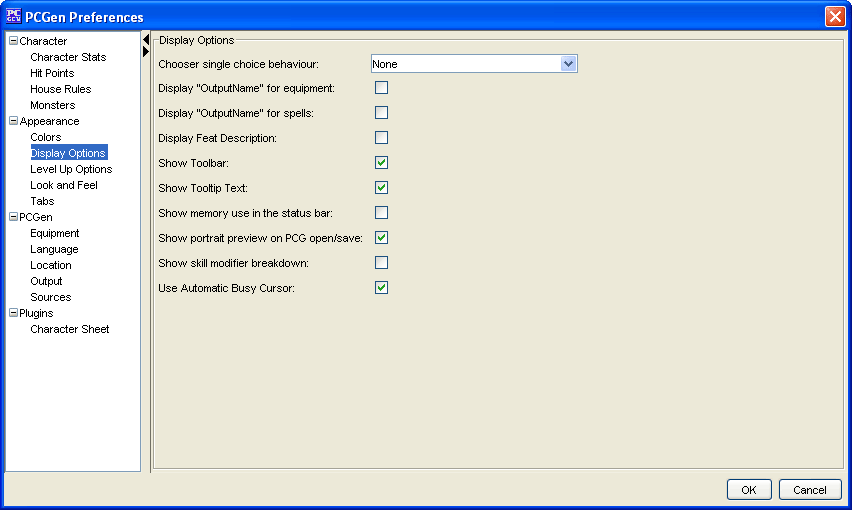 PCGen Preferences
Character
Character Stats
Hit Points
House Rules
Monsters
Appearance
Colors
Display Options
Level Up Options
Look and Feel
Tabs
PCGen
Equipment
Language
Location
Output
Sources
Plugins
Character Sheet
Display Options
Chooser single choice behaviour: None
Display "OutputName" for equipment:
Display "OutputName" for spells:
Display Feat Description:
Show Toolbar:
Show Tooltip Text:
Show memory use in the status bar:
Show portrait preview on PCG open/save:
Show skill modifier breakdown:
Use Automatic Busy Cursor:
OK Cancel